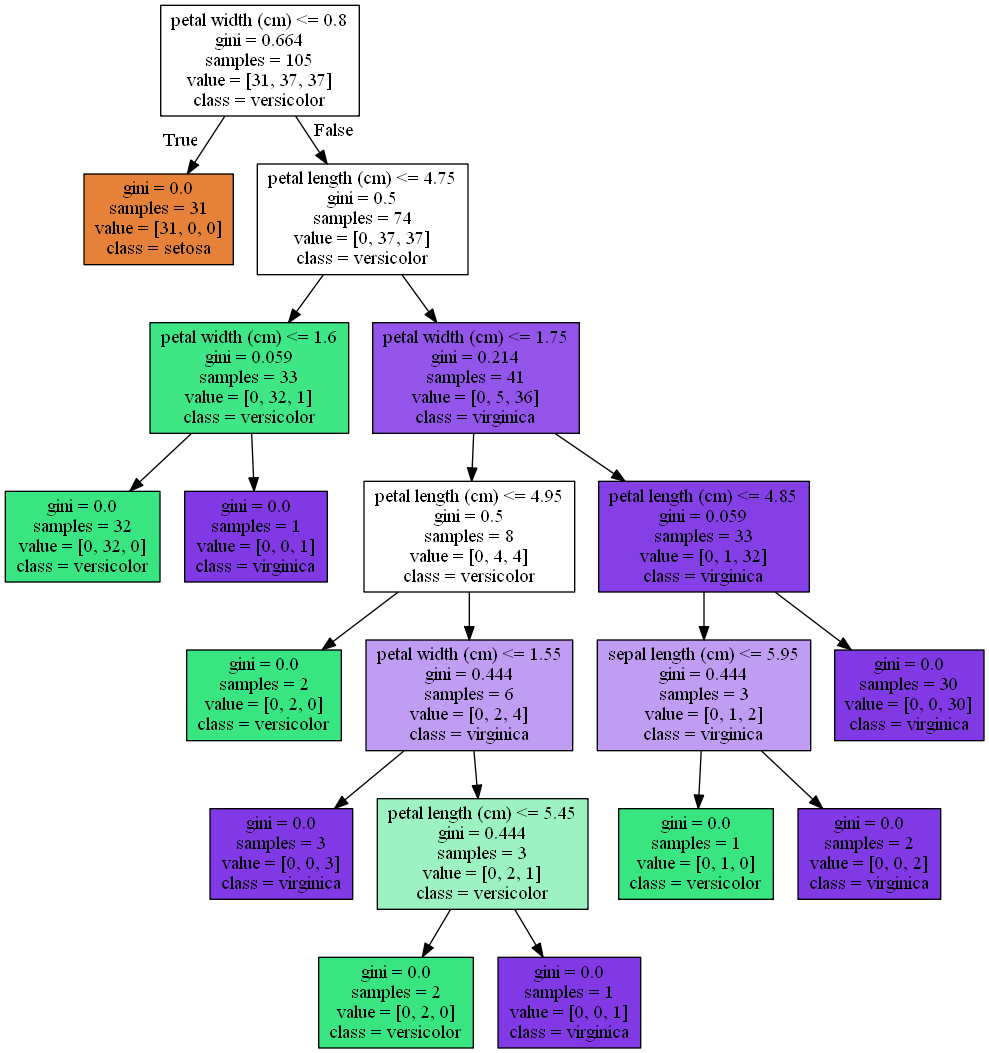 petal width (cm) <= 0.8
gini = 0.664
samples = 105
value = [31, 37, 37]
class = versicolor
True
False
gini = 0.0
samples = 31
value = [31, 0, 0]
class = setosa
petal length (cm) <= 4.75
gini = 0.5
samples = 74
value = [0, 37, 37]
class = versicolor
petal width (cm) <= 1.6
gini = 0.059
samples = 33
value = [0, 32, 1]
class = versicolor
petal width (cm) <= 1.75
gini = 0.214
samples = 41
value = [0, 5, 36]
class = virginica
gini = 0.0
samples = 32
value = [0, 32, 0]
class = versicolor
gini = 0.0
samples = 1
value = [0, 0, 1]
class = virginica
petal length (cm) <= 4.95
gini = 0.5
samples = 8
value = [0, 4, 4]
class = versicolor
petal length (cm) <= 4.85
gini = 0.059
samples = 33
value = [0, 1, 32]
class = virginica
gini = 0.0
samples = 2
value = [0, 2, 0]
class = versicolor
petal width (cm) <= 1.55
gini = 0.444
samples = 6
value = [0, 2, 4]
class = virginica
sepal length (cm) <= 5.95
gini = 0.444
samples = 3
value = [0, 1, 2]
class = virginica
gini = 0.0
samples = 30
value = [0, 0, 30]
class = virginica
gini = 0.0
samples = 3
value = [0, 0, 3]
class = virginica
petal length (cm) <= 5.45
gini = 0.444
samples = 3
value = [0, 2, 1]
class = versicolor
gini = 0.0
samples = 1
value = [0, 1, 0]
class = versicolor
gini = 0.0
samples = 2
value = [0, 0, 2]
class = virginica
gini = 0.0
samples = 2
value = [0, 2, 0]
class = versicolor
gini = 0.0
samples = 1
value = [0, 0, 1]
class = virginica